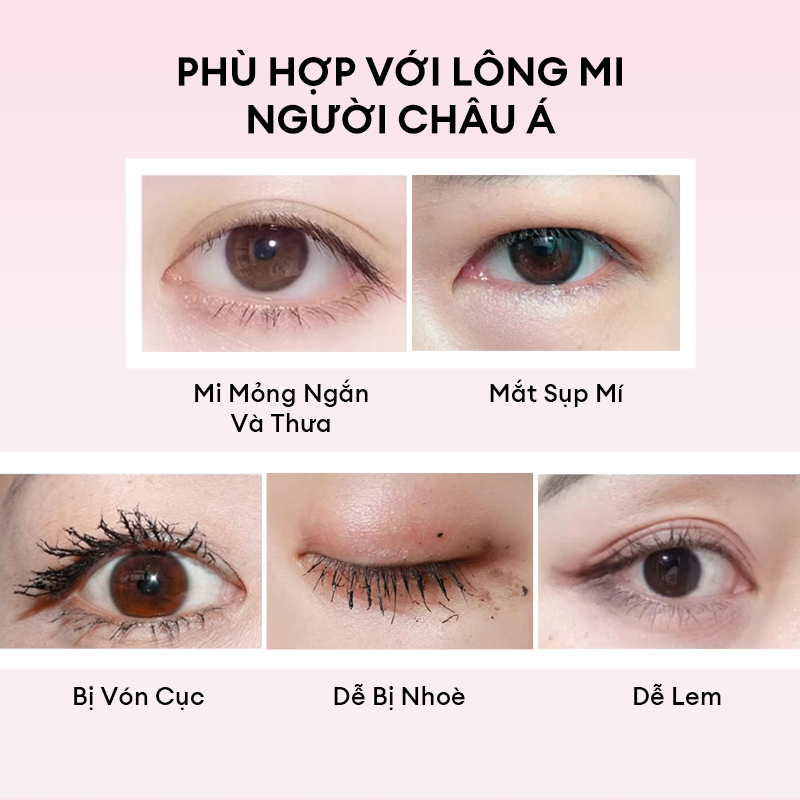 PHÙ HỢP VỚI LÔNG MI
NGƯỜI CHÂU Á
Mi Mỏng Ngắn
Và Thưa
Mắt Sụp Mí
Bị Vón Cục
Dễ Bị Nhoè
Dễ Lem